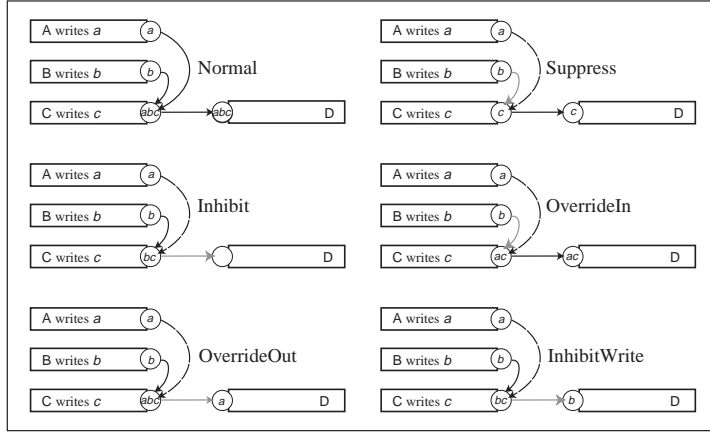 A writes a a
B writes b b Normal
C writes c abc abc D
A writes a a
B writes b b Suppress
C writes c c c D
A writes a a
B writes b b Inhibit
C writes c bc D
A writes a a
B writes b b OverrideIn
C writes c ac ac D
A writes a a
B writes b b OverrideOut
C writes c abc a D
A writes a a
B writes b b InhibitWrite
C writes c bc b D